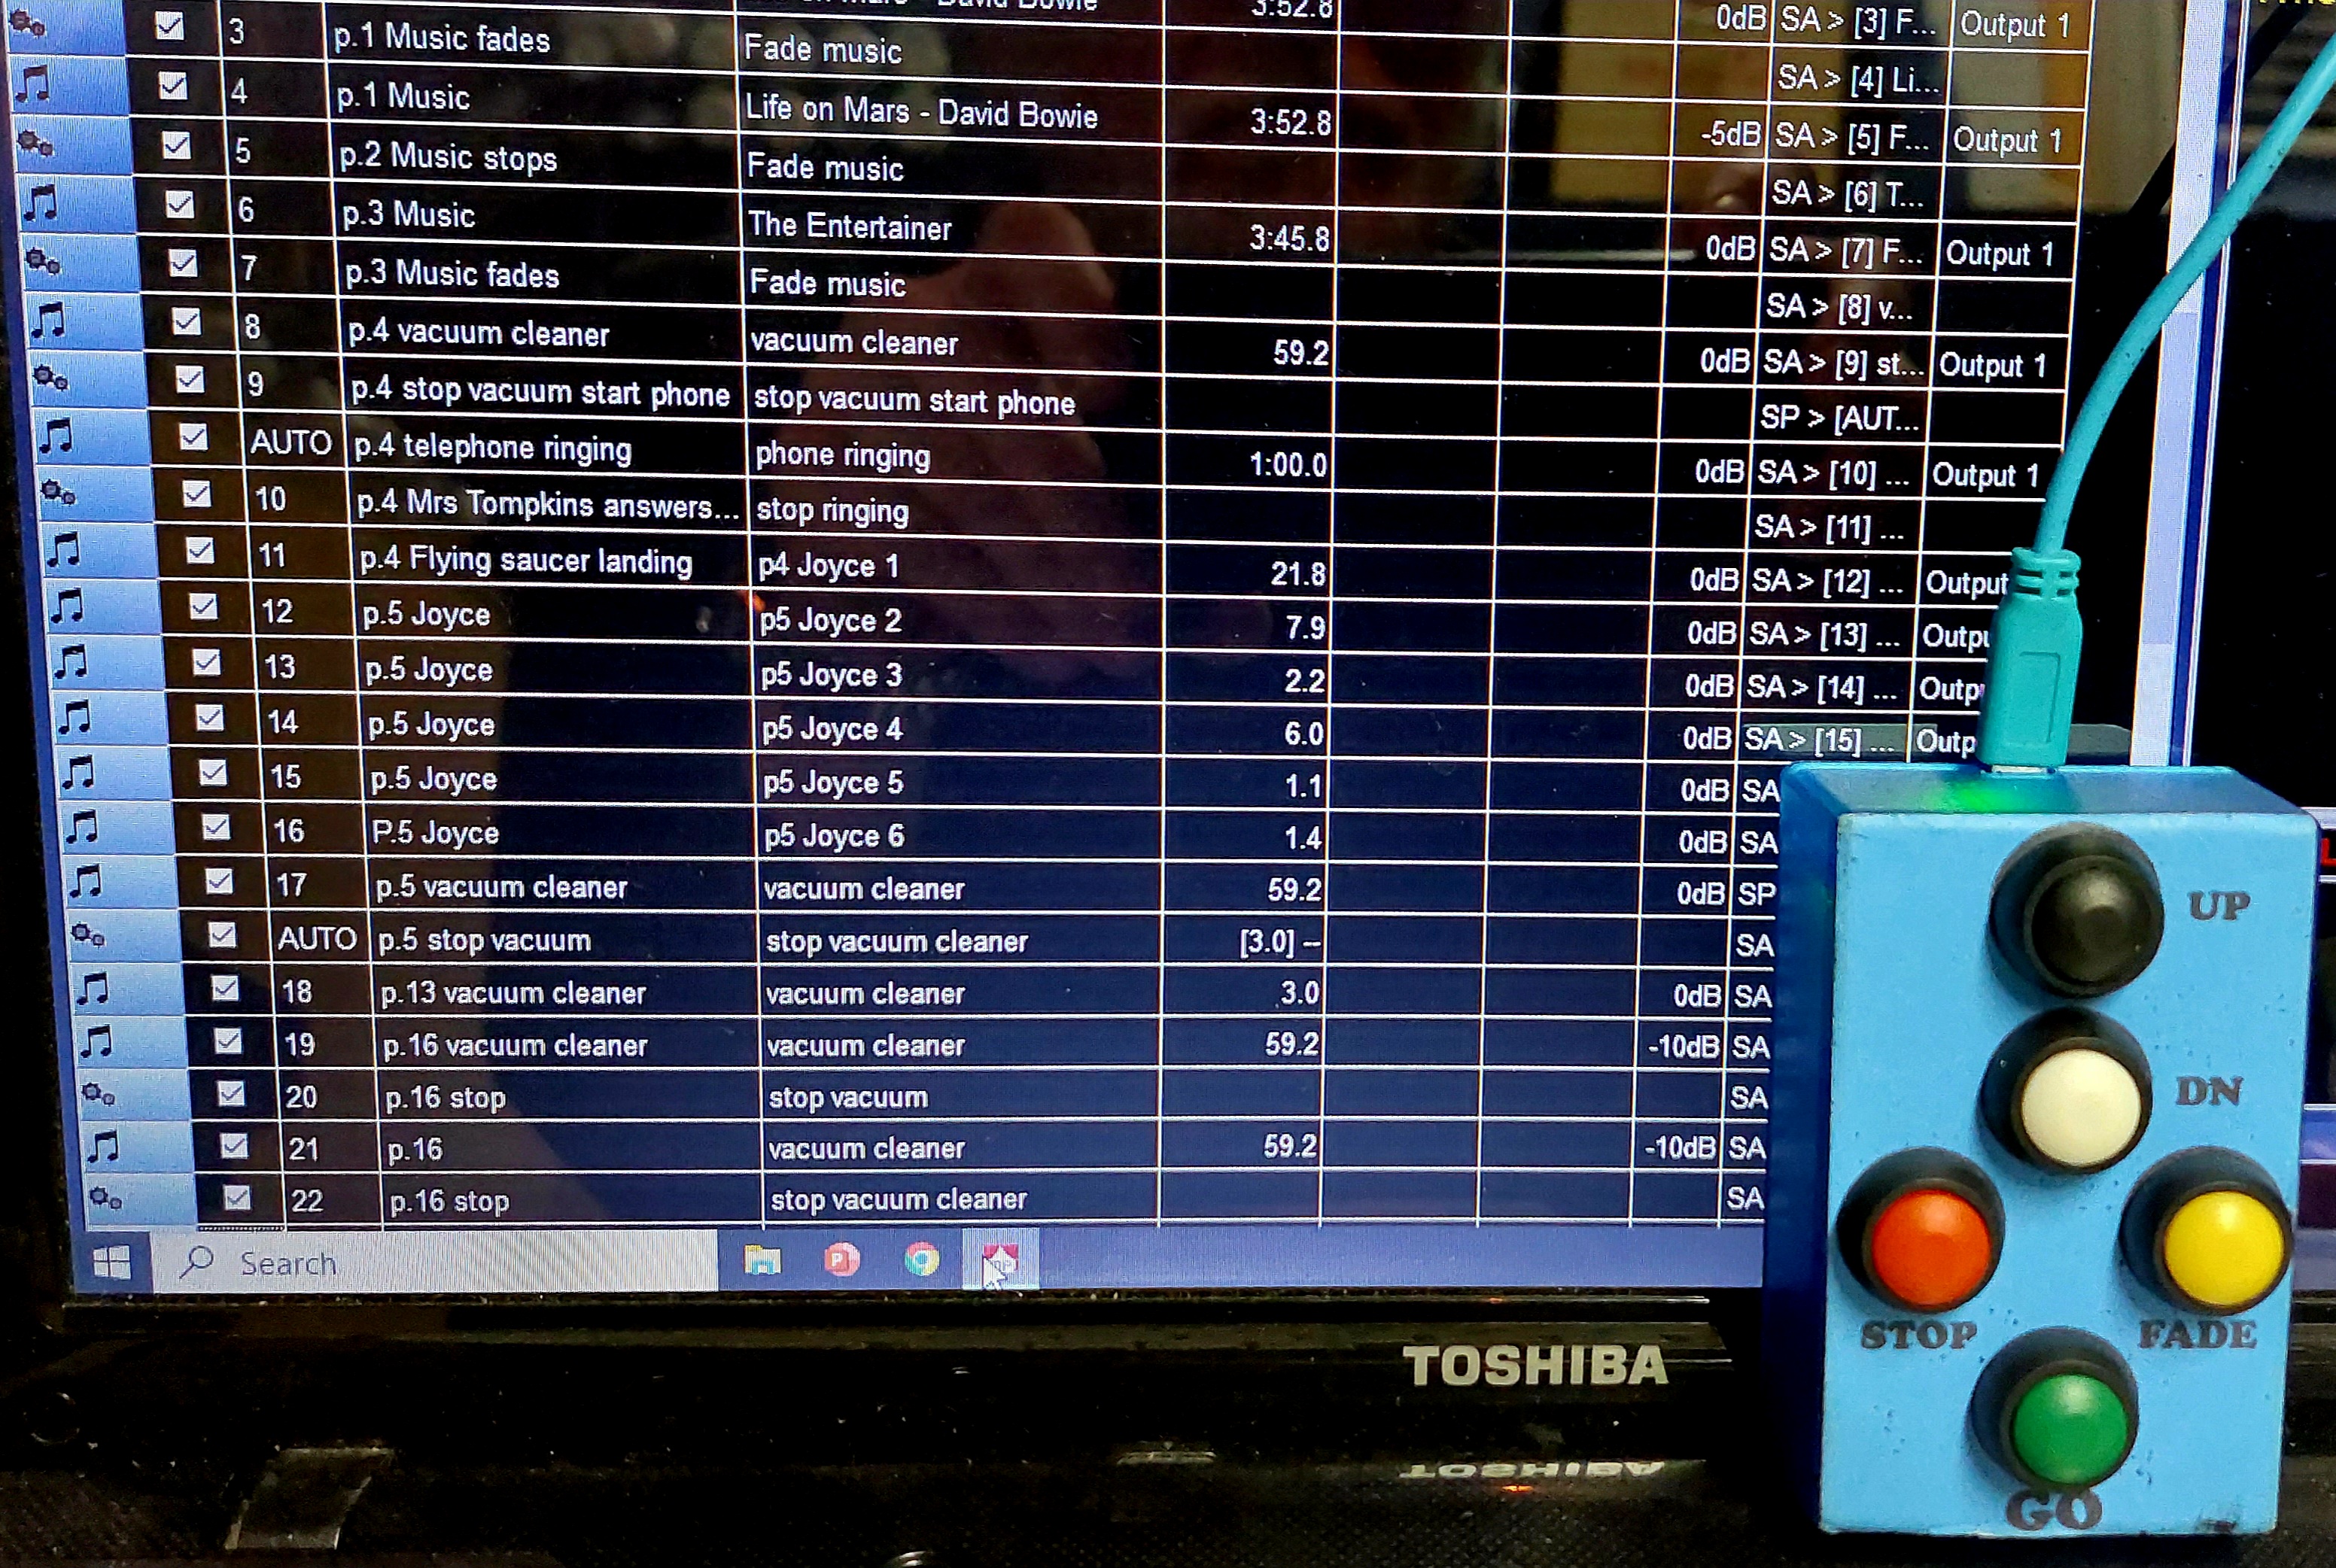 on Mars - David Bowie 3:52.8 0dB SA > [3] F... Output 1
3 p.1 Music fades Fade music SA > [4] Li...
4 p.1 Music Life on Mars - David Bowie 3:52.8 -5dB SA > [5] F... Output 1
5 p.2 Music stops Fade music SA > [6] T...
6 p.3 Music The Entertainer 3:45.8 0dB SA > [7] F... Output 1
7 p.3 Music fades Fade music SA > [8] v...
8 p.4 vacuum cleaner vacuum cleaner 59.2 0dB SA > [9] st... Output 1
9 p.4 stop vacuum start phone stop vacuum start phone SP > [AUT...
AUTO p.4 telephone ringing phone ringing 1:00.0 0dB SA > [10] ... Output 1
10 p.4 Mrs Tompkins answers... stop ringing SA > [11] ...
11 p.4 Flying saucer landing p4 Joyce 1 21.8 0dB SA > [12] ... Output
12 p.5 Joyce p5 Joyce 2 7.9 0dB SA > [13] ... Outpu
13 p.5 Joyce p5 Joyce 3 2.2 0dB SA > [14] ... Outp
14 p.5 Joyce p5 Joyce 4 6.0 0dB SA > [15] ... Outp
15 p.5 Joyce p5 Joyce 5 1.1 0dB SA
16 P.5 Joyce p5 Joyce 6 1.4 0dB SA
17 p.5 vacuum cleaner vacuum cleaner 59.2 0dB SP
AUTO p.5 stop vacuum stop vacuum cleaner [3.0] -- SA
18 p.13 vacuum cleaner vacuum cleaner 3.0 0dB SA
19 p.16 vacuum cleaner vacuum cleaner 59.2 -10dB SA
20 p.16 stop stop vacuum SA
21 p.16 vacuum cleaner 59.2 -10dB SA
22 p.16 stop stop vacuum cleaner SA
Search
TOSHIBA
UP
DN
STOP FADE
GO